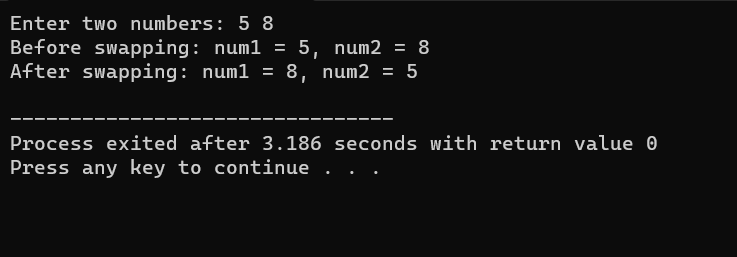 Enter two numbers: 5 8
Before swapping: num1 = 5, num2 = 8
After swapping: num1 = 8, num2 = 5
--------------------------------
Process exited after 3.186 seconds with return value 0
Press any key to continue . . .